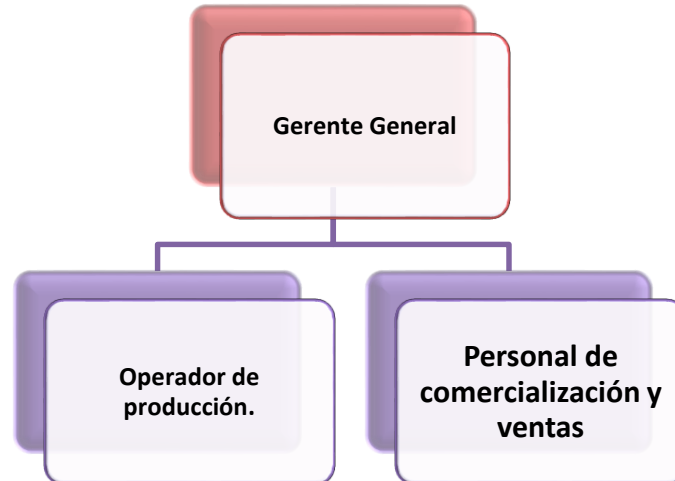 Gerente General
Operador de
producción.
Personal de
comercialización y
ventas